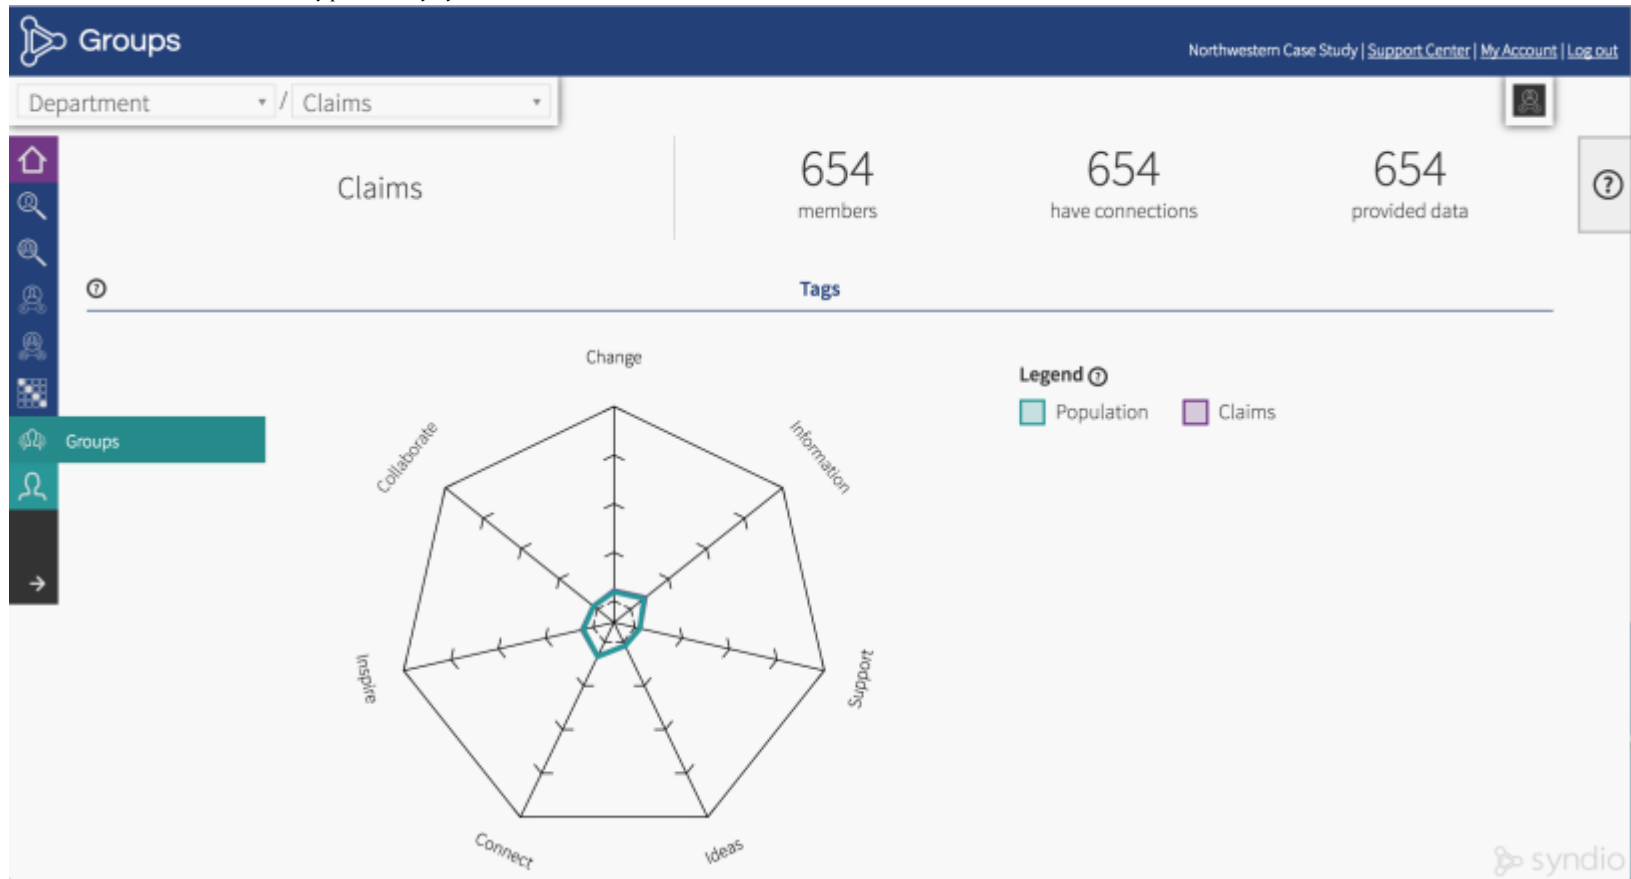 Groups
Northwestern Case Study | Support Center | My Account | Log out
Department / Claims
Claims
654
members
654
have connections
654
provided data
?
?
Tags
Change
Legend ?
Population
Claims
Collaborate
Information
Groups
Inspire
Support
Connect
Ideas
syndio